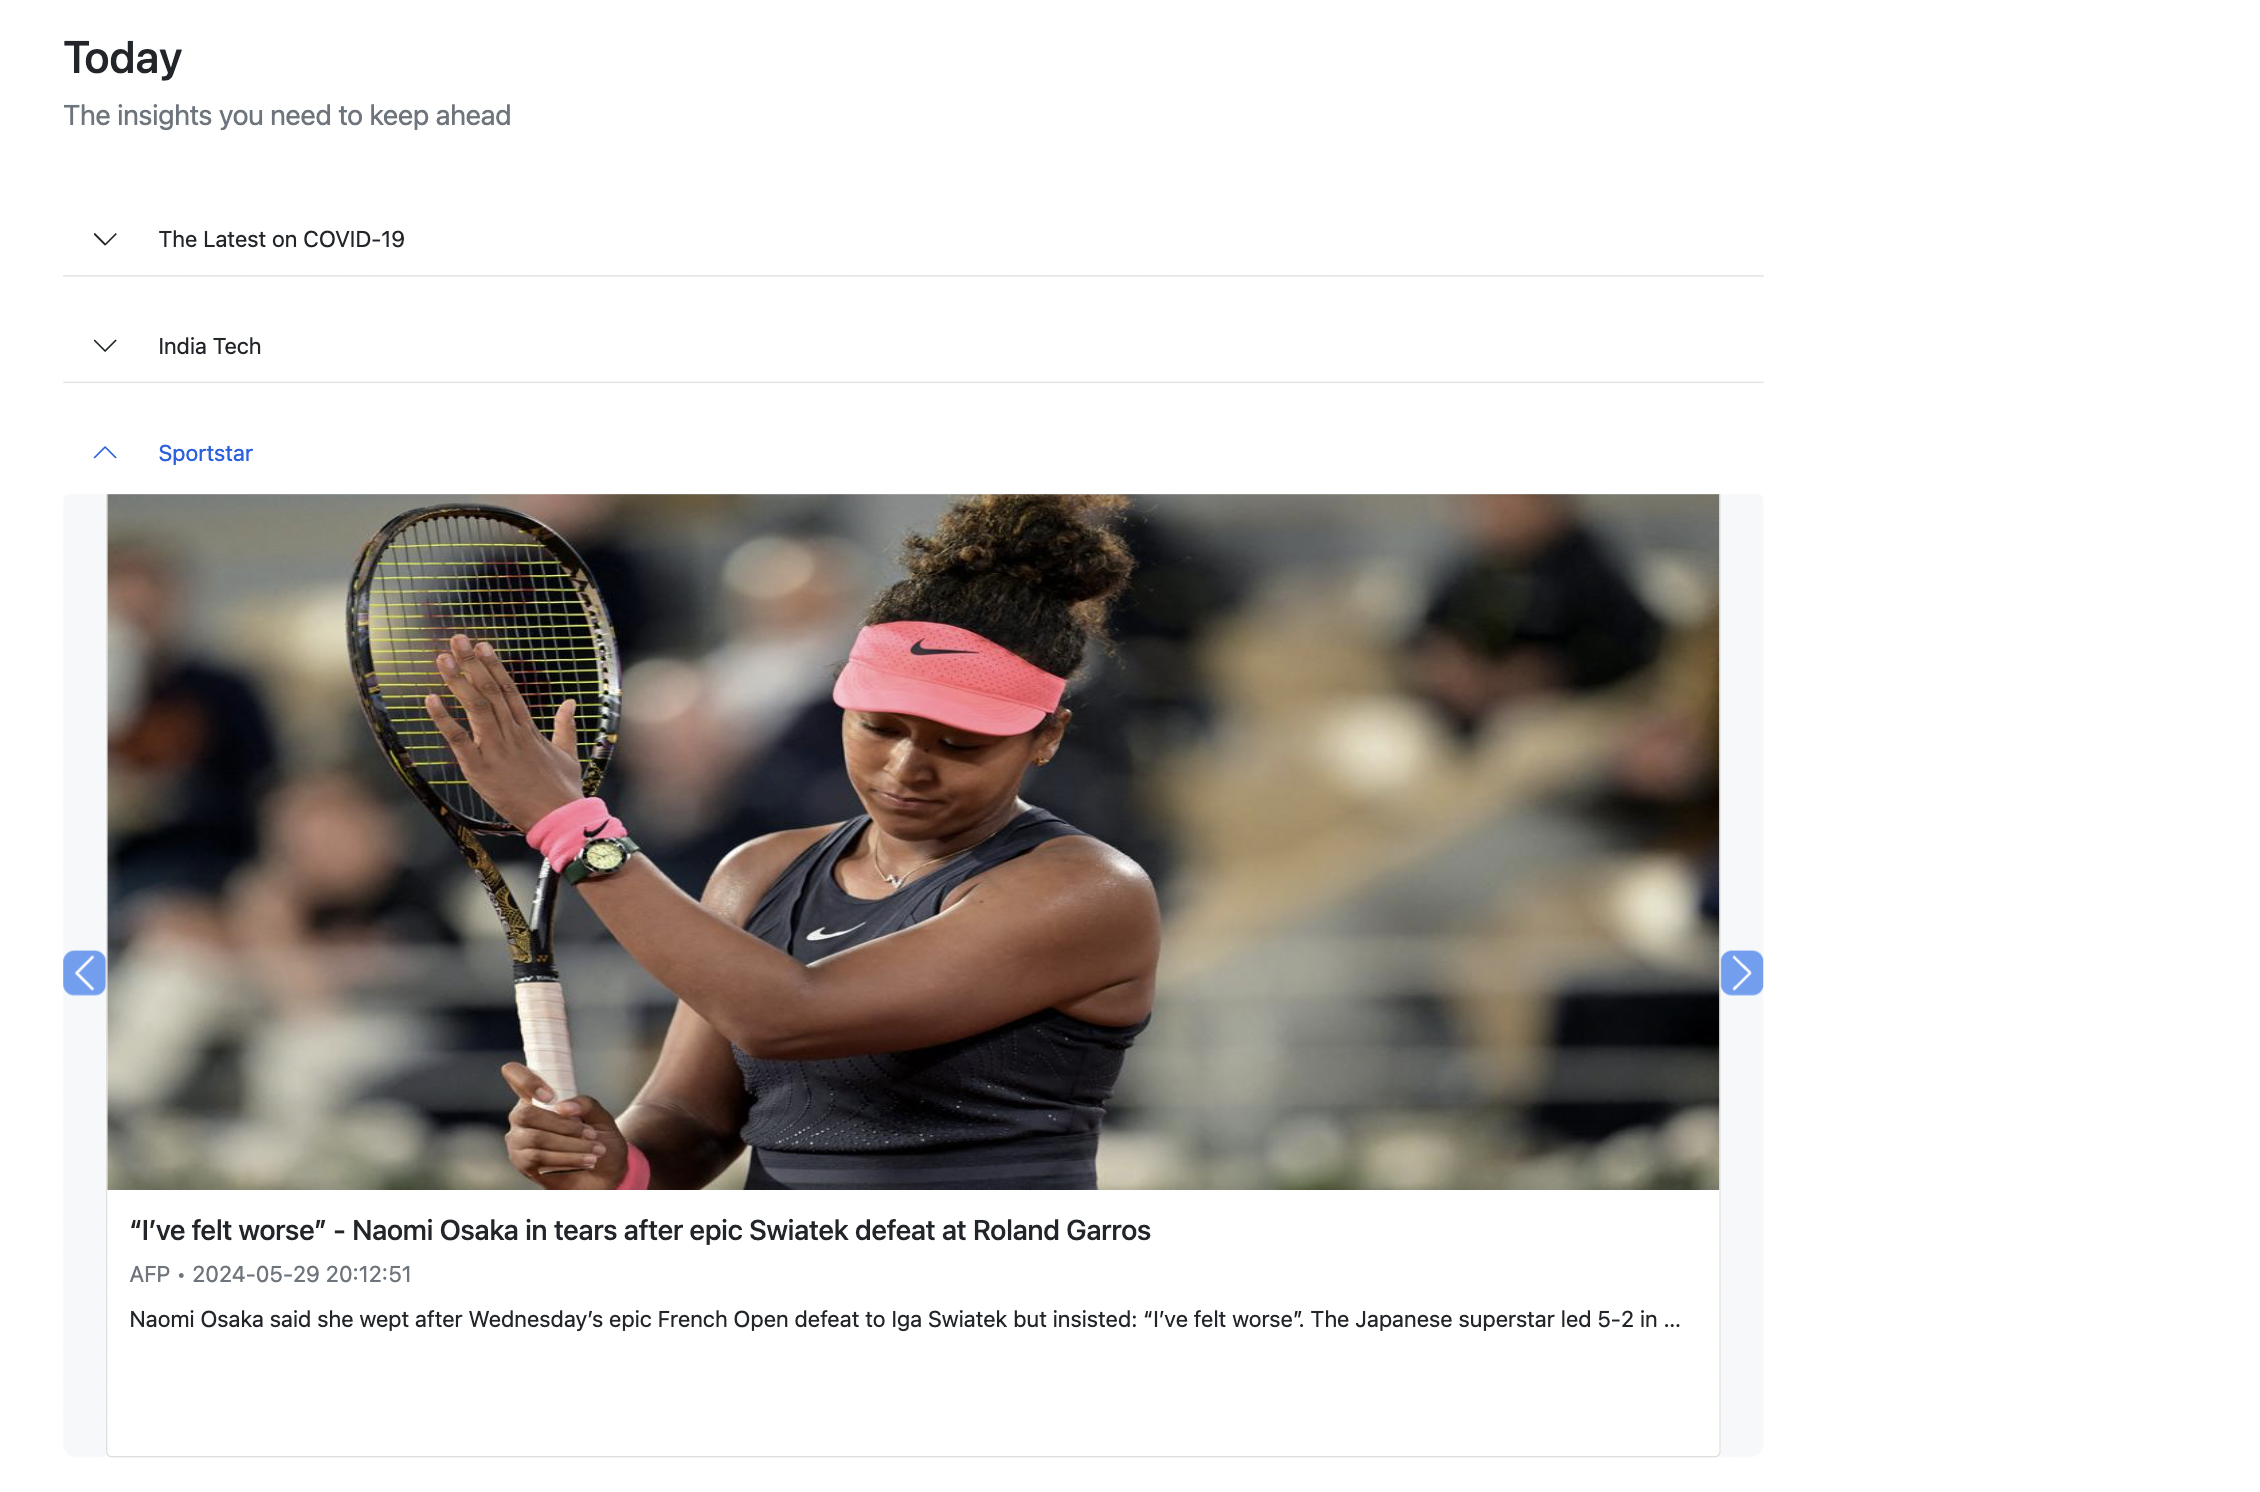 Today
The insights you need to keep ahead
The Latest on COVID-19
India Tech
Sportstar
“I’ve felt worse” - Naomi Osaka in tears after epic Swiatek defeat at Roland Garros
AFP • 2024-05-29 20:12:51
Naomi Osaka said she wept after Wednesday’s epic French Open defeat to Iga Swiatek but insisted: “I’ve felt worse”. The Japanese superstar led 5-2 in ...